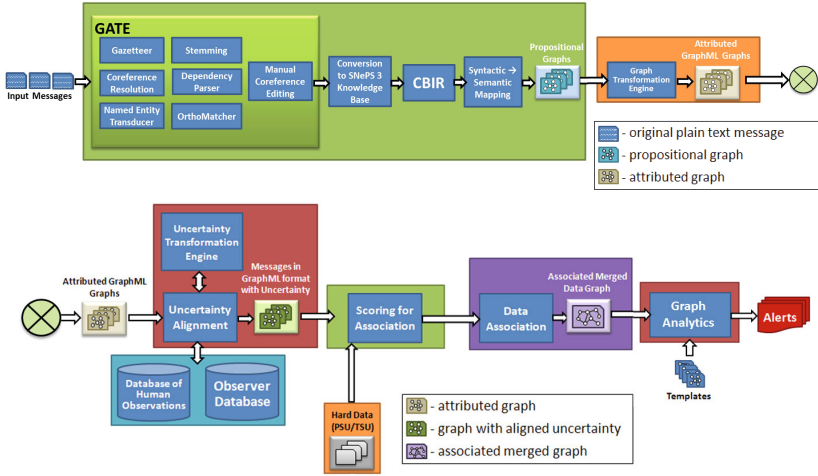 GATE
Gazetteer
Stemming
Coreference
Resolution
Dependency
Parser
Named Entity
Transducer
OrthoMatcher
Manual
Coreference
Editing
Input Messages
Conversion
to SNePS 3
Knowledge
Base
CBIR
Syntactic →
Semantic
Mapping
Propositional
Graphs
Graph
Transformation
Engine
Attributed
GraphML Graphs
- original plain text message
- propositional graph
- attributed graph
Attributed GraphML
Graphs
Uncertainty
Transformation
Engine
Uncertainty
Alignment
Messages in
GraphML format
with Uncertainty
Database of
Human
Observations
Observer
Database
Scoring for
Association
Hard Data
(PSU/TSU)
Data
Association
Associated Merged
Data Graph
Graph
Analytics
Templates
Alerts
- attributed graph
- graph with aligned uncertainty
- associated merged graph